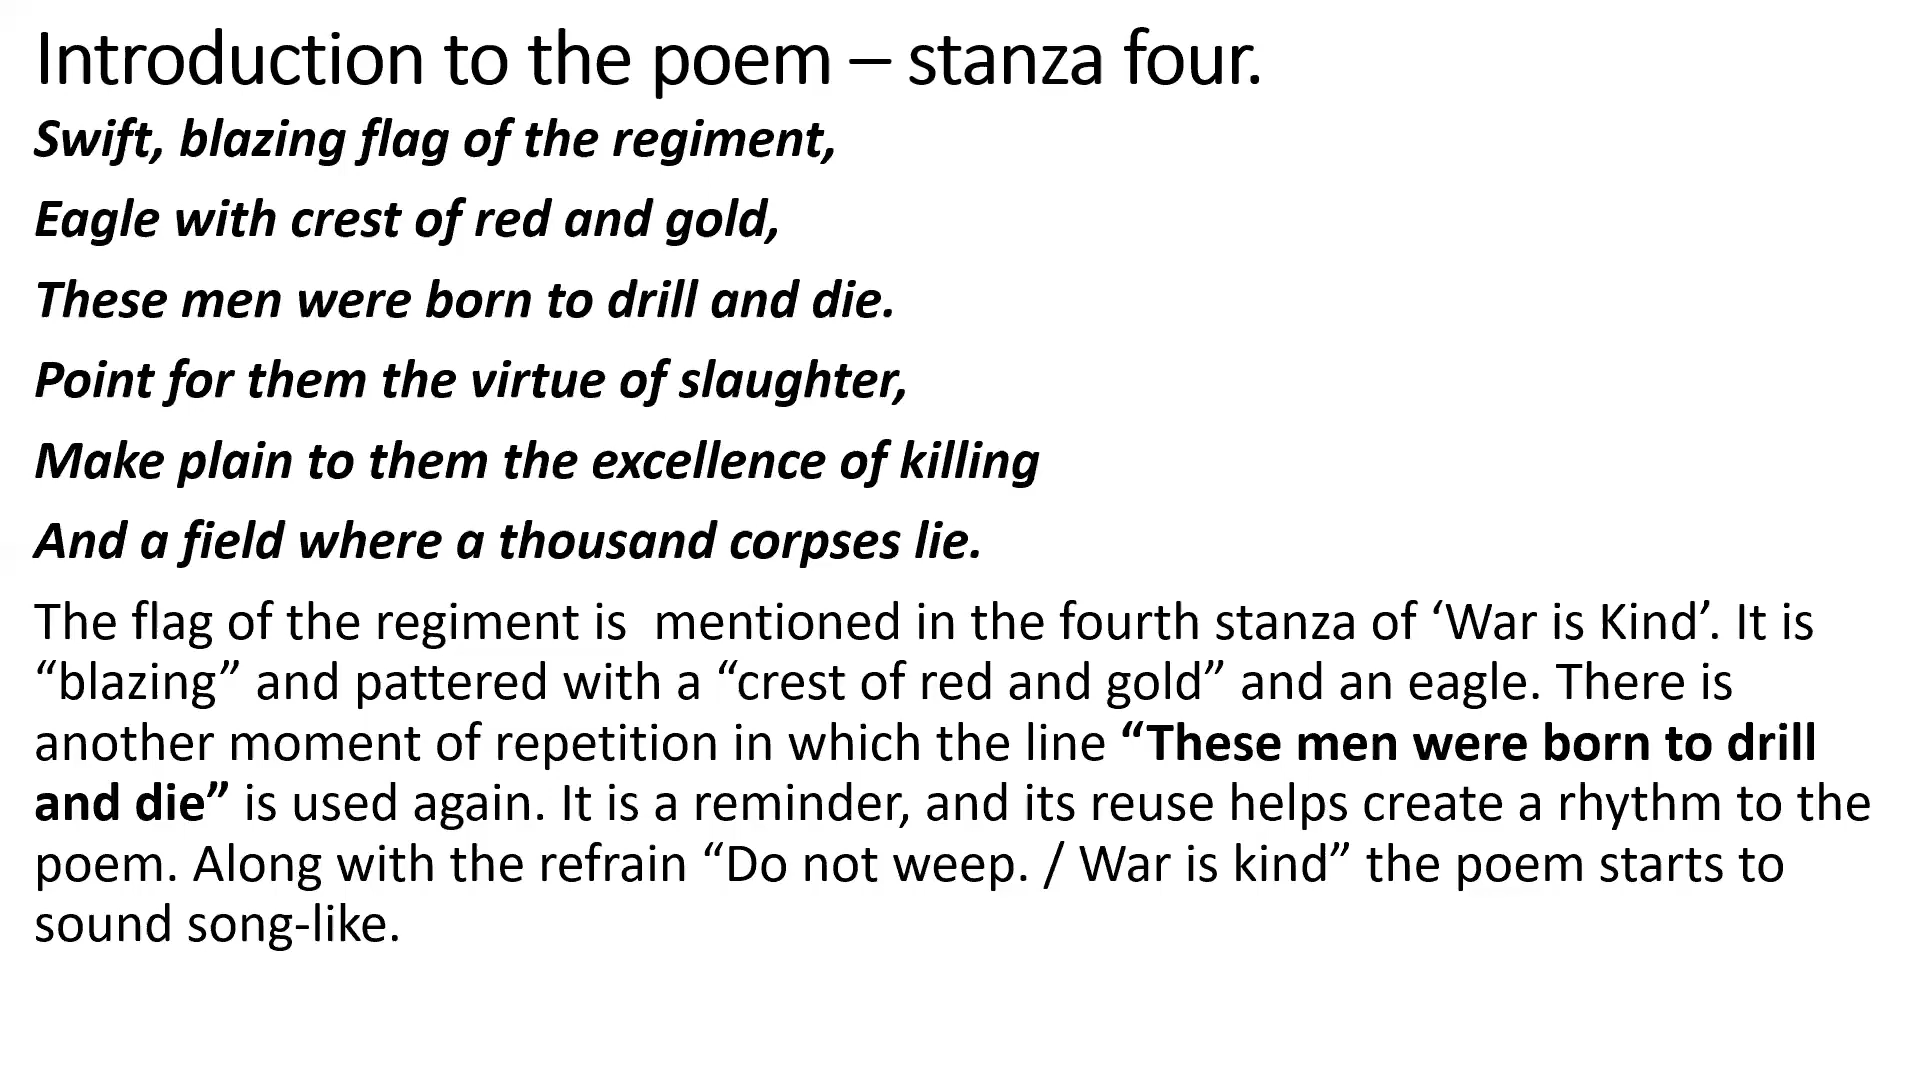 Introduction to the poem – stanza four.
Swift, blazing flag of the regiment,
Eagle with crest of red and gold,
These men were born to drill and die.
Point for them the virtue of slaughter,
Make plain to them the excellence of killing
And a field where a thousand corpses lie.
The flag of the regiment is  mentioned in the fourth stanza of ‘War is Kind’. It is
“blazing” and pattered with a “crest of red and gold” and an eagle. There is
another moment of repetition in which the line “These men were born to drill
and die” is used again. It is a reminder, and its reuse helps create a rhythm to the
poem. Along with the refrain “Do not weep. / War is kind” the poem starts to
sound song-like.